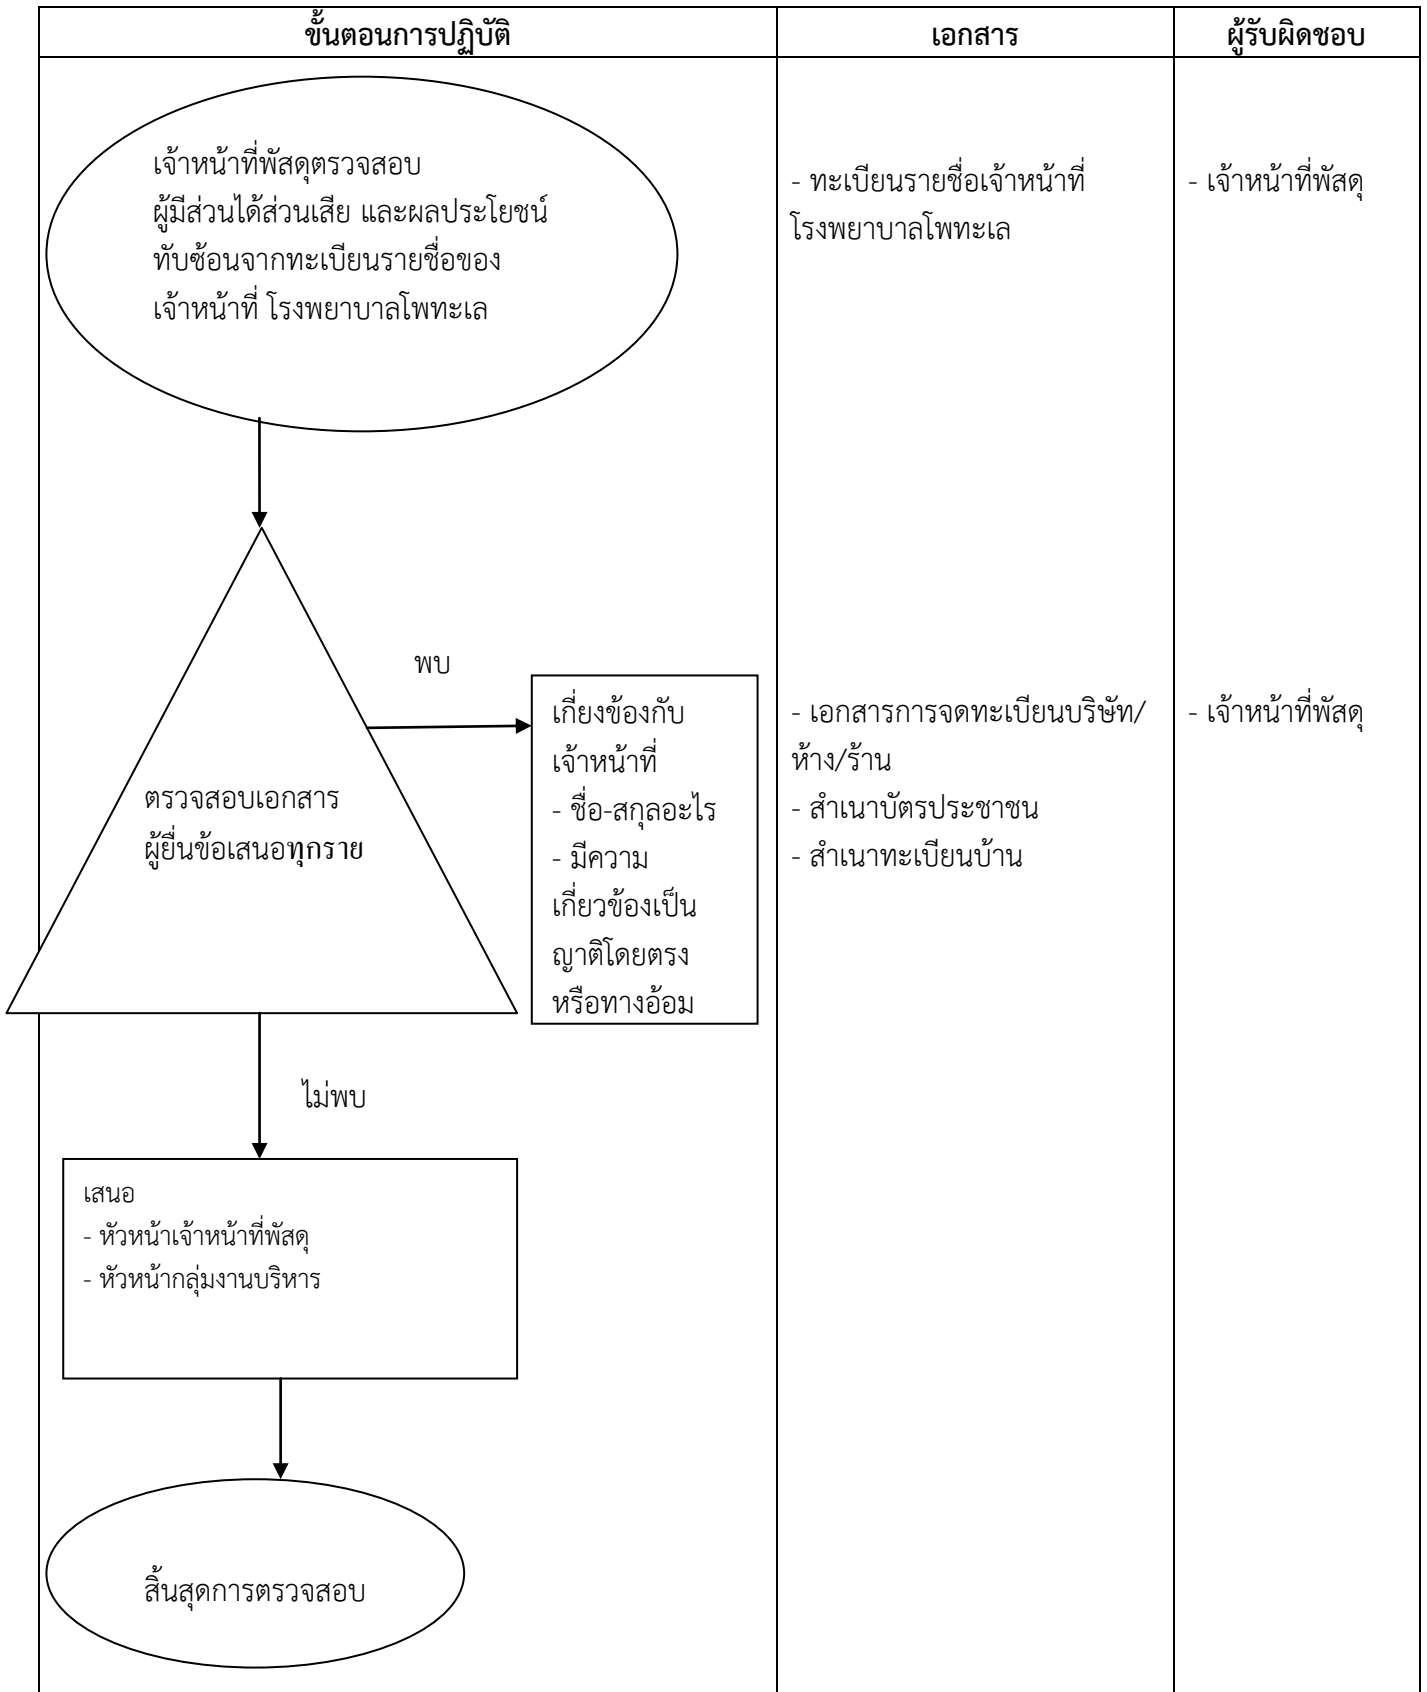 ขั้นตอนการปฏิบัติ
เอกสาร
ผู้รับผิดชอบ
เจ้าหน้าที่พัสดุตรวจสอบ
ผู้มีส่วนได้ส่วนเสีย และผลประโยชน์
ทับซ้อนจากทะเบียนรายชื่อของ
เจ้าหน้าที่ โรงพยาบาลโพทะเล
- ทะเบียนรายชื่อเจ้าหน้าที่
โรงพยาบาลโพทะเล
- เจ้าหน้าที่พัสดุ
ตรวจสอบเอกสาร
ผู้ยื่นข้อเสนอทุกราย
พบ
เกี่ยงข้องกับ
เจ้าหน้าที่
- ชื่อ-สกุลอะไร
- มีความ
เกี่ยวข้องเป็น
ญาติโดยตรง
หรือทางอ้อม
- เอกสารการจดทะเบียนบริษัท/
ห้าง/ร้าน
- สำเนาบัตรประชาชน
- สำเนาทะเบียนบ้าน
- เจ้าหน้าที่พัสดุ
ไม่พบ
เสนอ
- หัวหน้าเจ้าหน้าที่พัสดุ
- หัวหน้ากลุ่มงานบริหาร
สิ้นสุดการตรวจสอบ